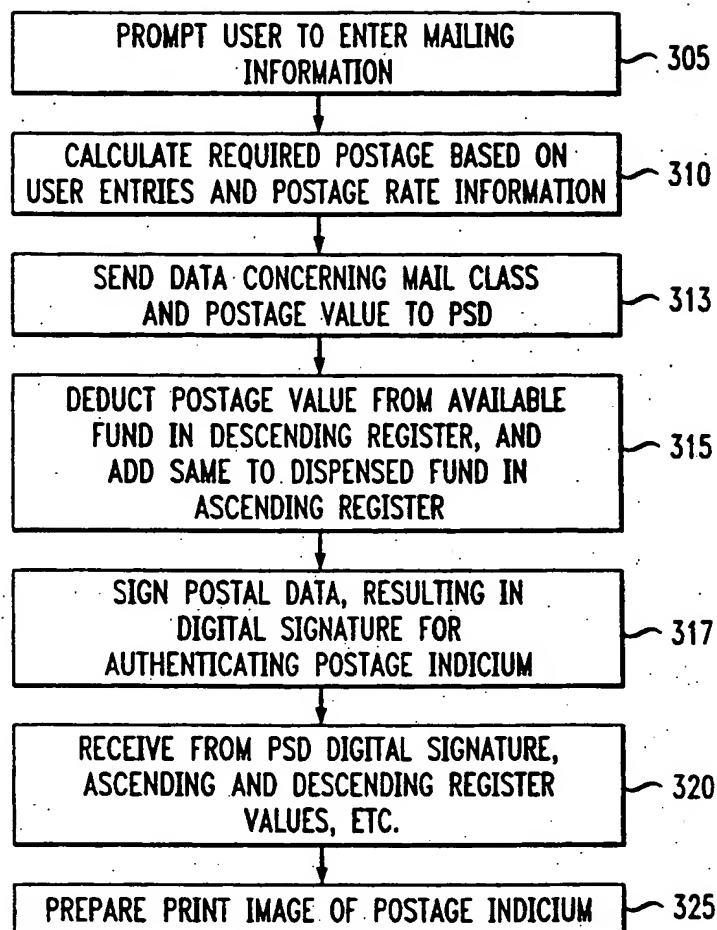 PROMPT USER TO ENTER MAILING
INFORMATION
305
CALCULATE REQUIRED POSTAGE BASED ON
USER ENTRIES AND POSTAGE RATE INFORMATION
310
SEND DATA CONCERNING MAIL CLASS
AND POSTAGE VALUE TO PSD
313
DEDUCT POSTAGE VALUE FROM AVAILABLE
FUND IN DESCENDING REGISTER, AND
ADD SAME TO DISPENSED FUND IN
ASCENDING REGISTER
315
SIGN POSTAL DATA, RESULTING IN
DIGITAL SIGNATURE FOR
AUTHENTICATING POSTAGE INDICIUM
317
RECEIVE FROM PSD DIGITAL SIGNATURE,
ASCENDING AND DESCENDING REGISTER
VALUES, ETC.
320
PREPARE PRINT IMAGE OF POSTAGE INDICIUM
325